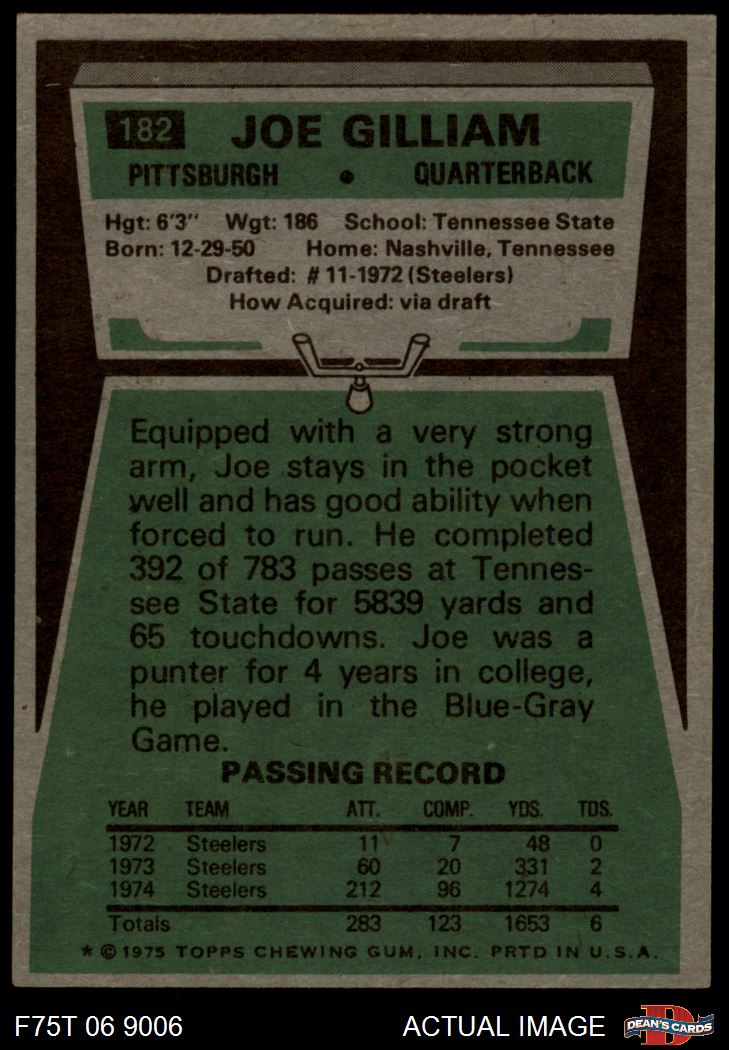 182 JOE GILLIAM
PITTSBURGH • QUARTERBACK
Hgt: 6'3" Wgt: 186 School: Tennessee State
Born: 12-29-50 Home: Nashville, Tennessee
Drafted: # 11-1972 (Steelers)
How Acquired: via draft
Equipped with a very strong
arm, Joe stays in the pocket
well and has good ability when
forced to run. He completed
392 of 783 passes at Tennes-
see State for 5839 yards and
65 touchdowns. Joe was a
punter for 4 years in college,
he played in the Blue-Gray
Game.
PASSING RECORD
YEAR TEAM ATT. COMP. YDS. TDS.
1972 Steelers 11 7 48 0
1973 Steelers 60 20 331 2
1974 Steelers 212 96 1274 4
Totals 283 123 1653 6
* © 1975 TOPPS CHEWING GUM, INC. PRTD IN U.S.A.
F75T 06 9006 ACTUAL IMAGE DEAN'S CARDS